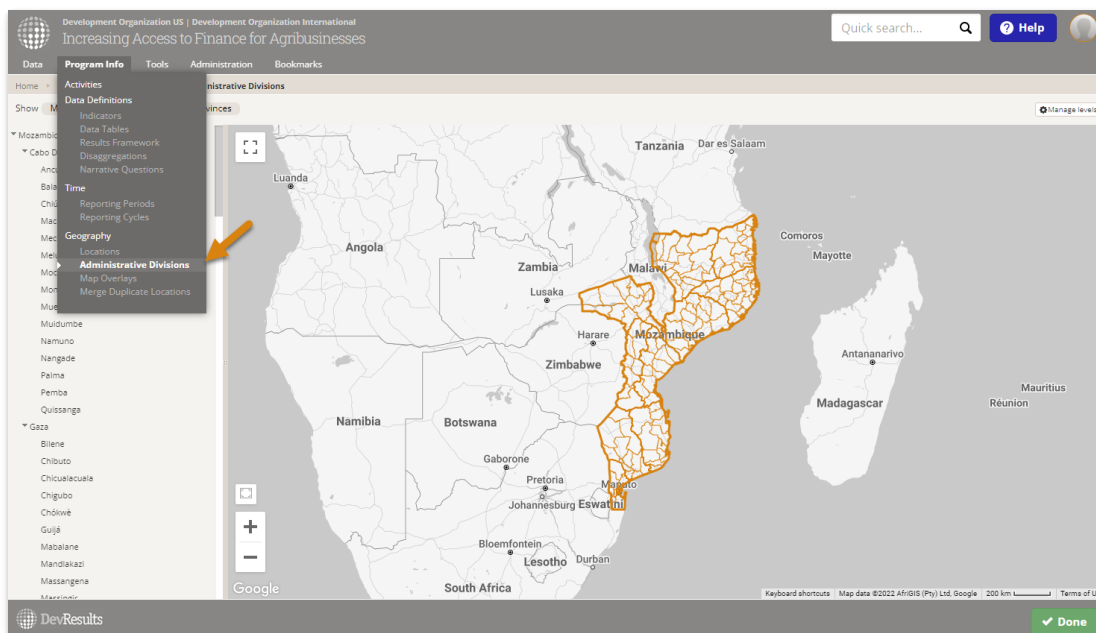 Development Organization US | Development Organization International
Increasing Access to Finance for Agribusinesses
Quick search...
Help
Data Program Info Tools Administration Bookmarks
Home
Administrative Divisions
Show
Manage levels
Activities
Data Definitions
Indicators
Data Tables
Results Framework
Disaggregations
Narrative Questions
Time
Reporting Periods
Reporting Cycles
Geography
Locations
Administrative Divisions
Map Overlays
Merge Duplicate Locations
Muidumbe
Namuno
Nangade
Palma
Pemba
Quissanga
Gaza
Bilene
Chibuto
Chicualacuala
Chigubo
Chókwè
Guijá
Mabalane
Mandlakazi
Massangena
Massingir
Tanzania
Dar es Salaam
Luanda
Angola
Comoros
Mayotte
Zambia
Malawi
Lusaka
Harare
Mozambique
Zimbabwe
Antananarivo
Madagascar
Mauritius
Réunion
Namibia
Botswana
Gaborone
Pretoria
Maputo
Johannesburg
Eswatini
Bloemfontein
Lesotho
Durban
South Africa
Google
Keyboard shortcuts
Map data ©2022 AfriGIS (Pty) Ltd, Google
200 km
Terms of U
DevResults
Done